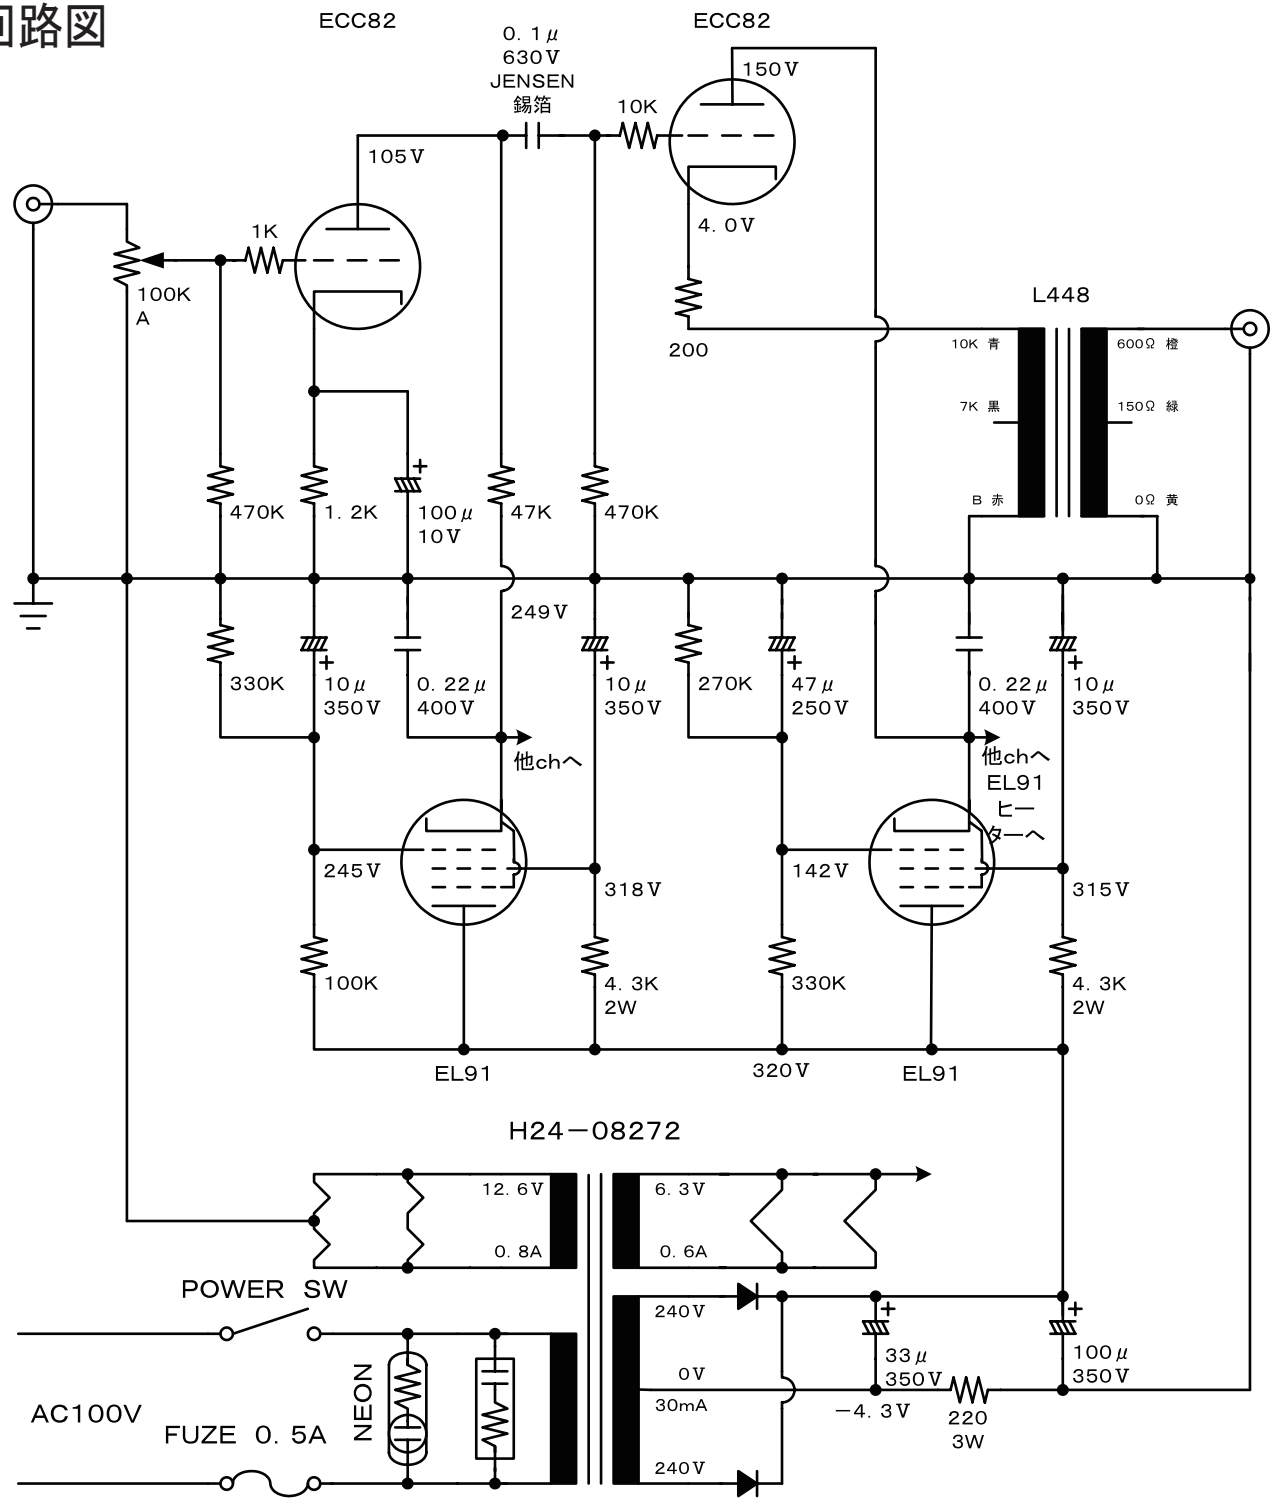 回路図
ECC82
0.1μ
630V
JENSEN
錫箔
ECC82
150V
10K
105V
4.0V
1K
100K
A
200
L448
10K 青
600Ω 橙
7K 黒
150Ω 緑
B 赤
0Ω 黄
470K
1.2K
100μ
10V
47K
470K
249V
330K
10μ
350V
0.22μ
400V
10μ
350V
270K
47μ
250V
0.22μ
400V
10μ
350V
他chへ
他chへ
EL91
ヒー
ターへ
245V
318V
142V
315V
100K
4.3K
2W
330K
4.3K
2W
EL91
320V
EL91
H24-08272
12.6V
6.3V
0.8A
0.6A
POWER SW
240V
33μ
350V
100μ
350V
0V
30mA
-4.3V
220
3W
NEON
AC100V
FUZE 0.5A
240V